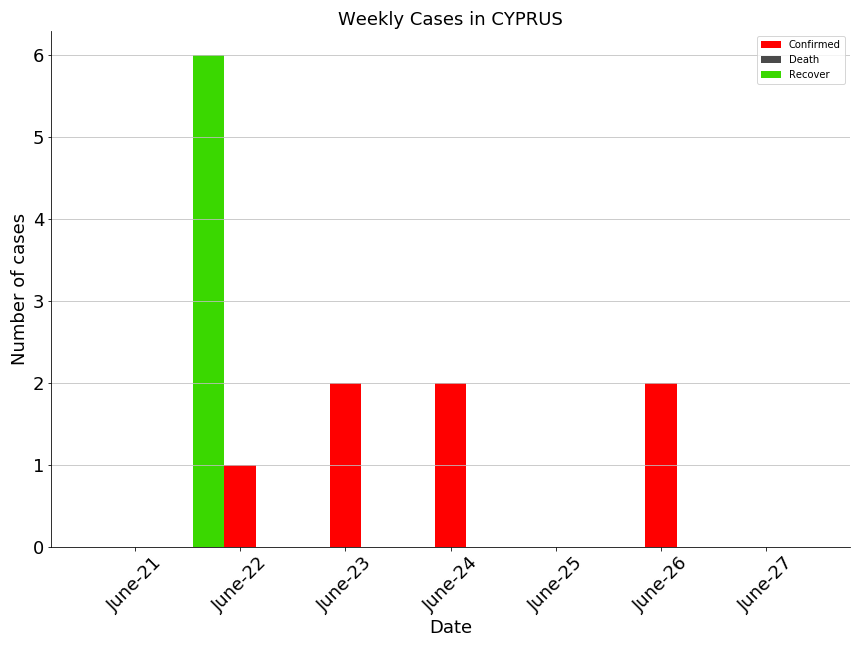 Weekly Cases in CYPRUS
Confirmed
Death
Recover
Number of cases
6
5
4
3
2
1
0
June-21
June-22
June-23
June-24
June-25
June-26
June-27
Date